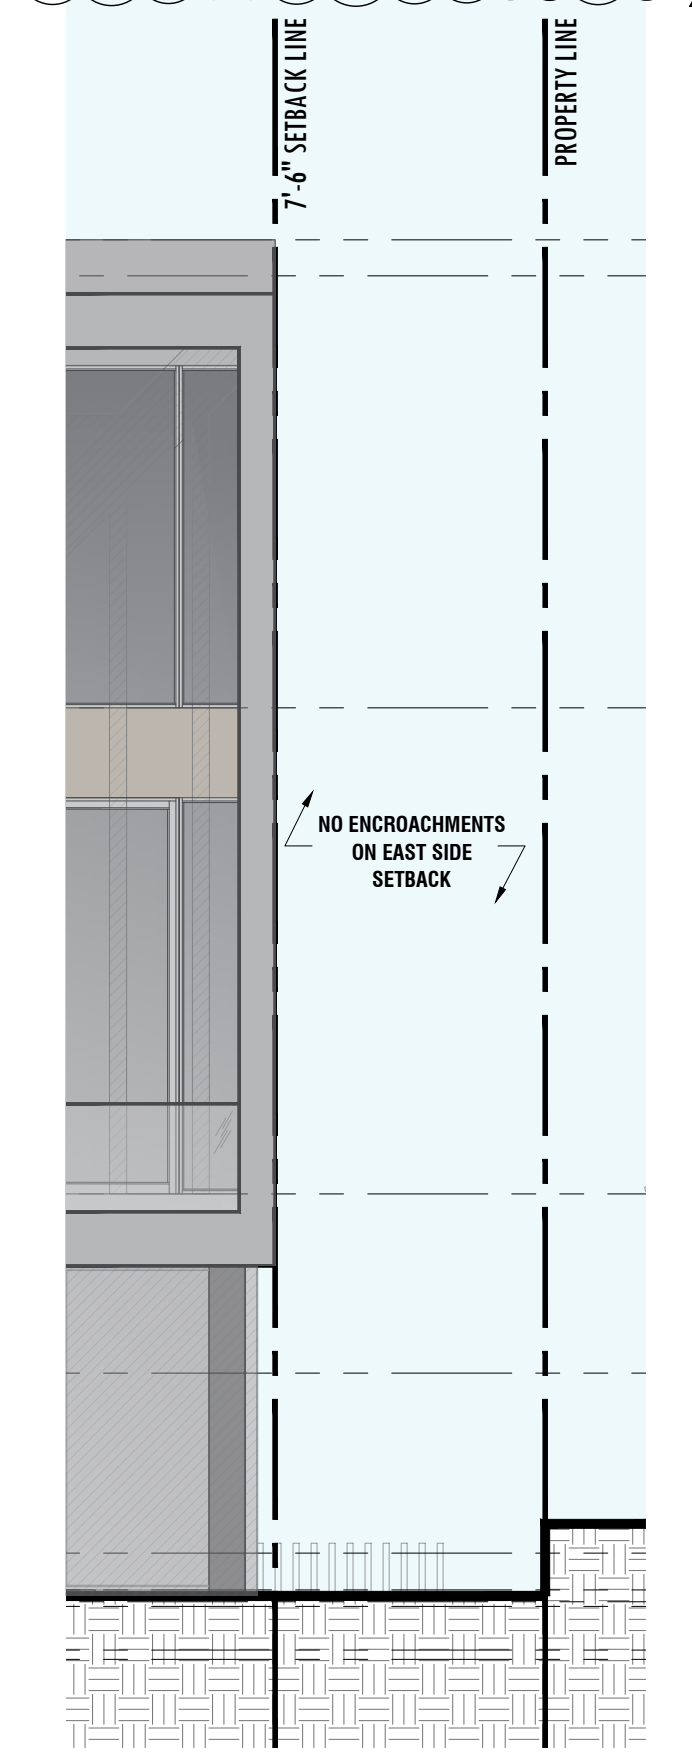 7'-6" SETBACK LINE
PROPERTY LINE
NO ENCROACHMENTS
ON EAST SIDE
SETBACK